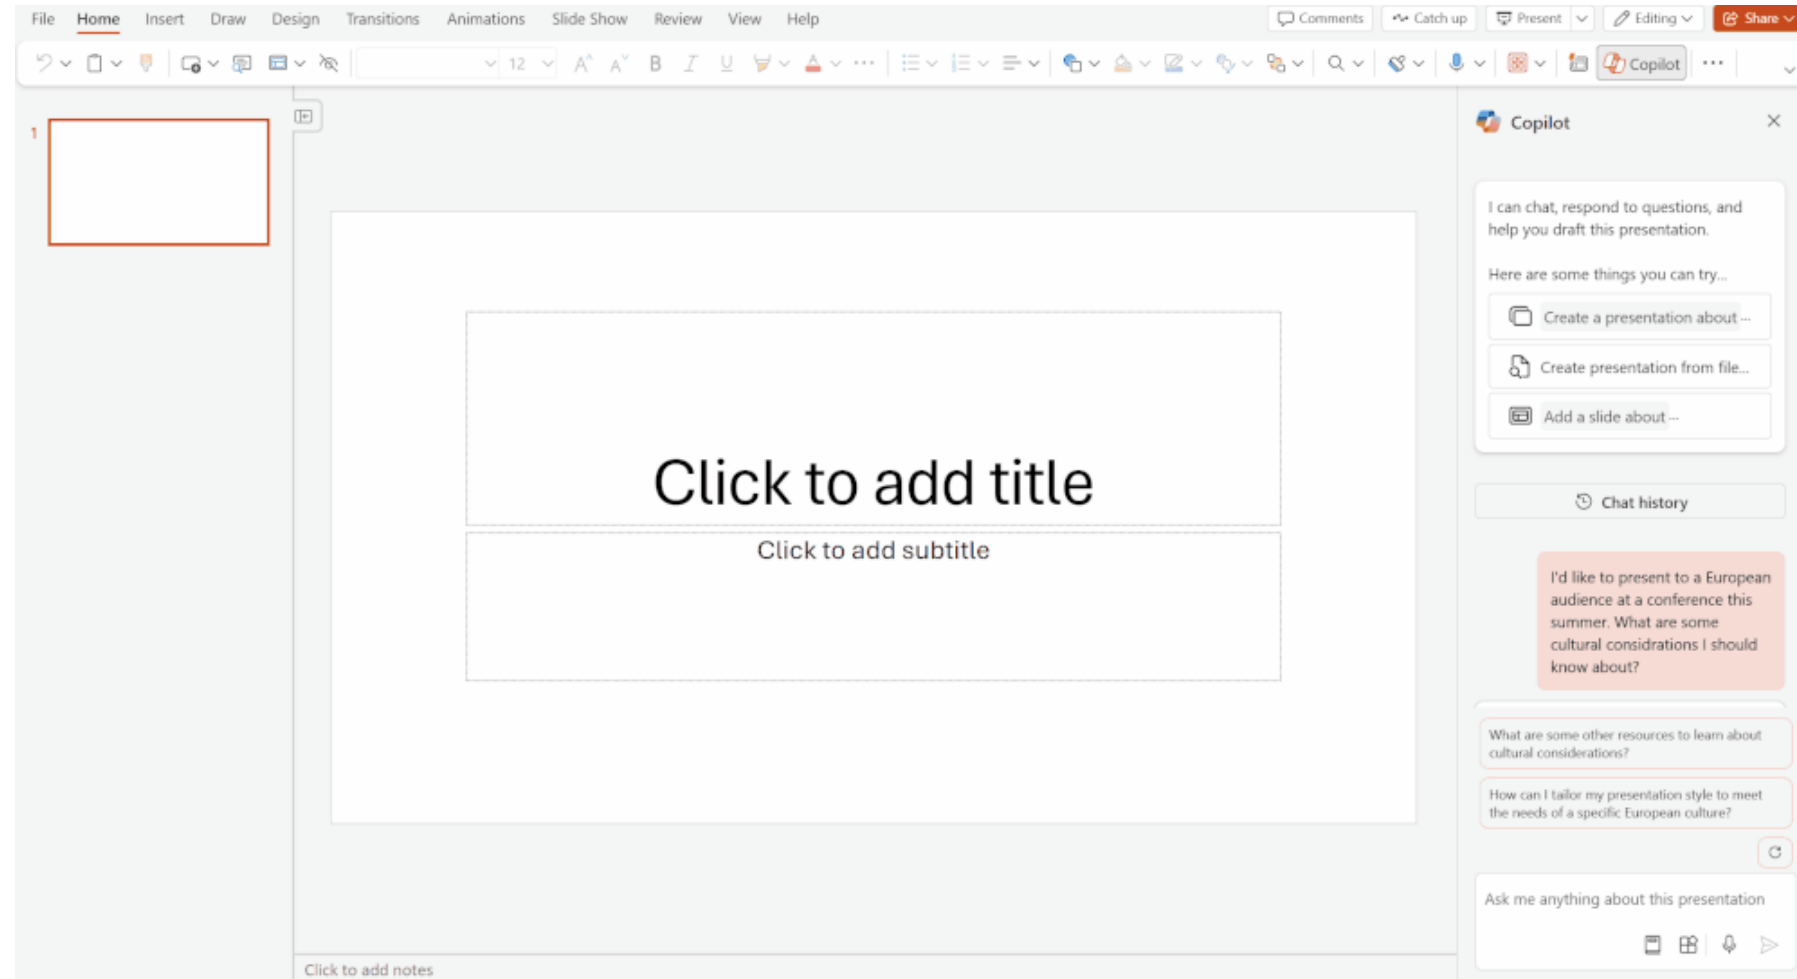 File Home Insert Draw Design Transitions Animations Slide Show Review View Help
Comments Catch up Present Editing Share
12 B I U Copilot
1
Click to add title
Click to add subtitle
Click to add notes
Copilot
I can chat, respond to questions, and
help you draft this presentation.
Here are some things you can try...
Create a presentation about ...
Create presentation from file...
Add a slide about ...
Chat history
I'd like to present to a European
audience at a conference this
summer. What are some
cultural considrations I should
know about?
What are some other resources to learn about
cultural considerations?
How can I tailor my presentation style to meet
the needs of a specific European culture?
Ask me anything about this presentation